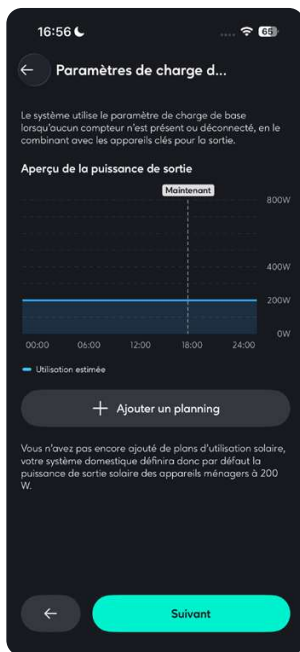 16:56
65
Paramètres de charge d...
Le système utilise le paramètre de charge de base
lorsqu'aucun compteur n'est présent ou déconnecté, en le
combinant avec les appareils clés pour la sortie.
Aperçu de la puissance de sortie
Maintenant
800W
400W
200W
0W
00:00 06:00 12:00 18:00 24:00
Utilisation estimée
+ Ajouter un planning
Vous n'avez pas encore ajouté de plans d'utilisation solaire,
votre système domestique définira donc par défaut la
puissance de sortie solaire des appareils ménagers à 200
W.
Suivant